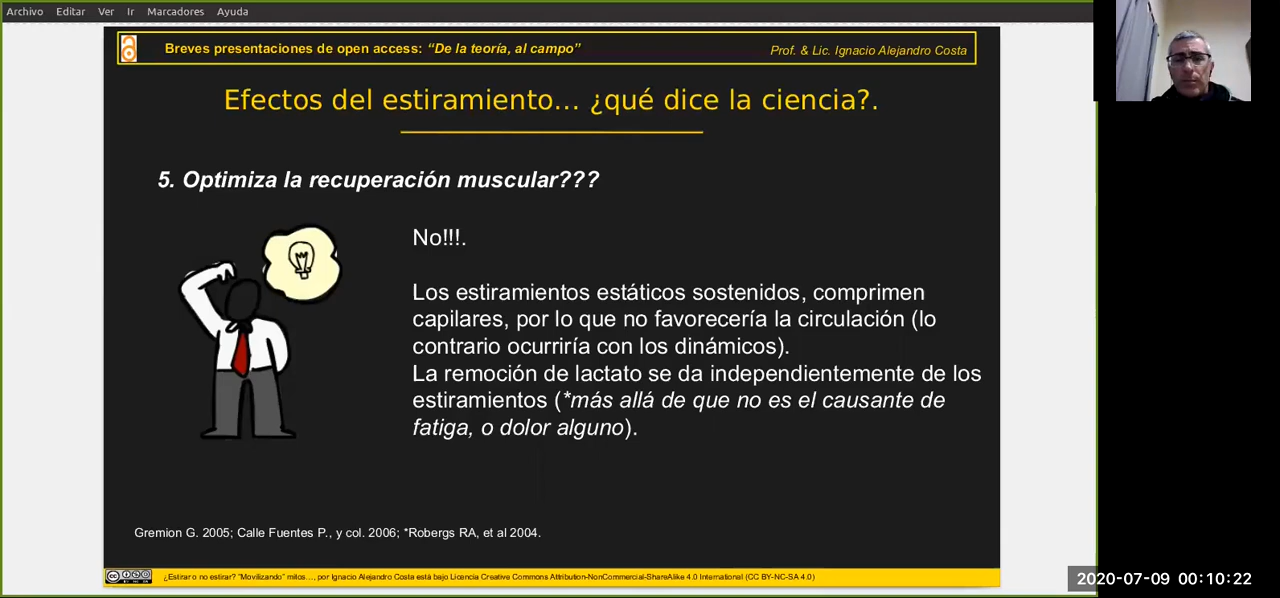 Archivo Editar Ver Ir Marcadores Ayuda
Breves presentaciones de open access: “De la teoría, al campo”
Prof. & Lic. Ignacio Alejandro Costa
Efectos del estiramiento... ¿qué dice la ciencia?.
5. Optimiza la recuperación muscular???
No!!!.
Los estiramientos estáticos sostenidos, comprimen
capilares, por lo que no favorecería la circulación (lo
contrario ocurriría con los dinámicos).
La remoción de lactato se da independientemente de los
estiramientos (*más allá de que no es el causante de
fatiga, o dolor alguno).
Gremion G. 2005; Calle Fuentes P., y col. 2006; *Robergs RA, et al 2004.
¿Estirar o no estirar? "Movilizando" mitos..., por Ignacio Alejandro Costa está bajo Licencia Creative Commons Attribution-NonCommercial-ShareAlike 4.0 International (CC BY-NC-SA 4.0)
2020-07-09 00:10:22